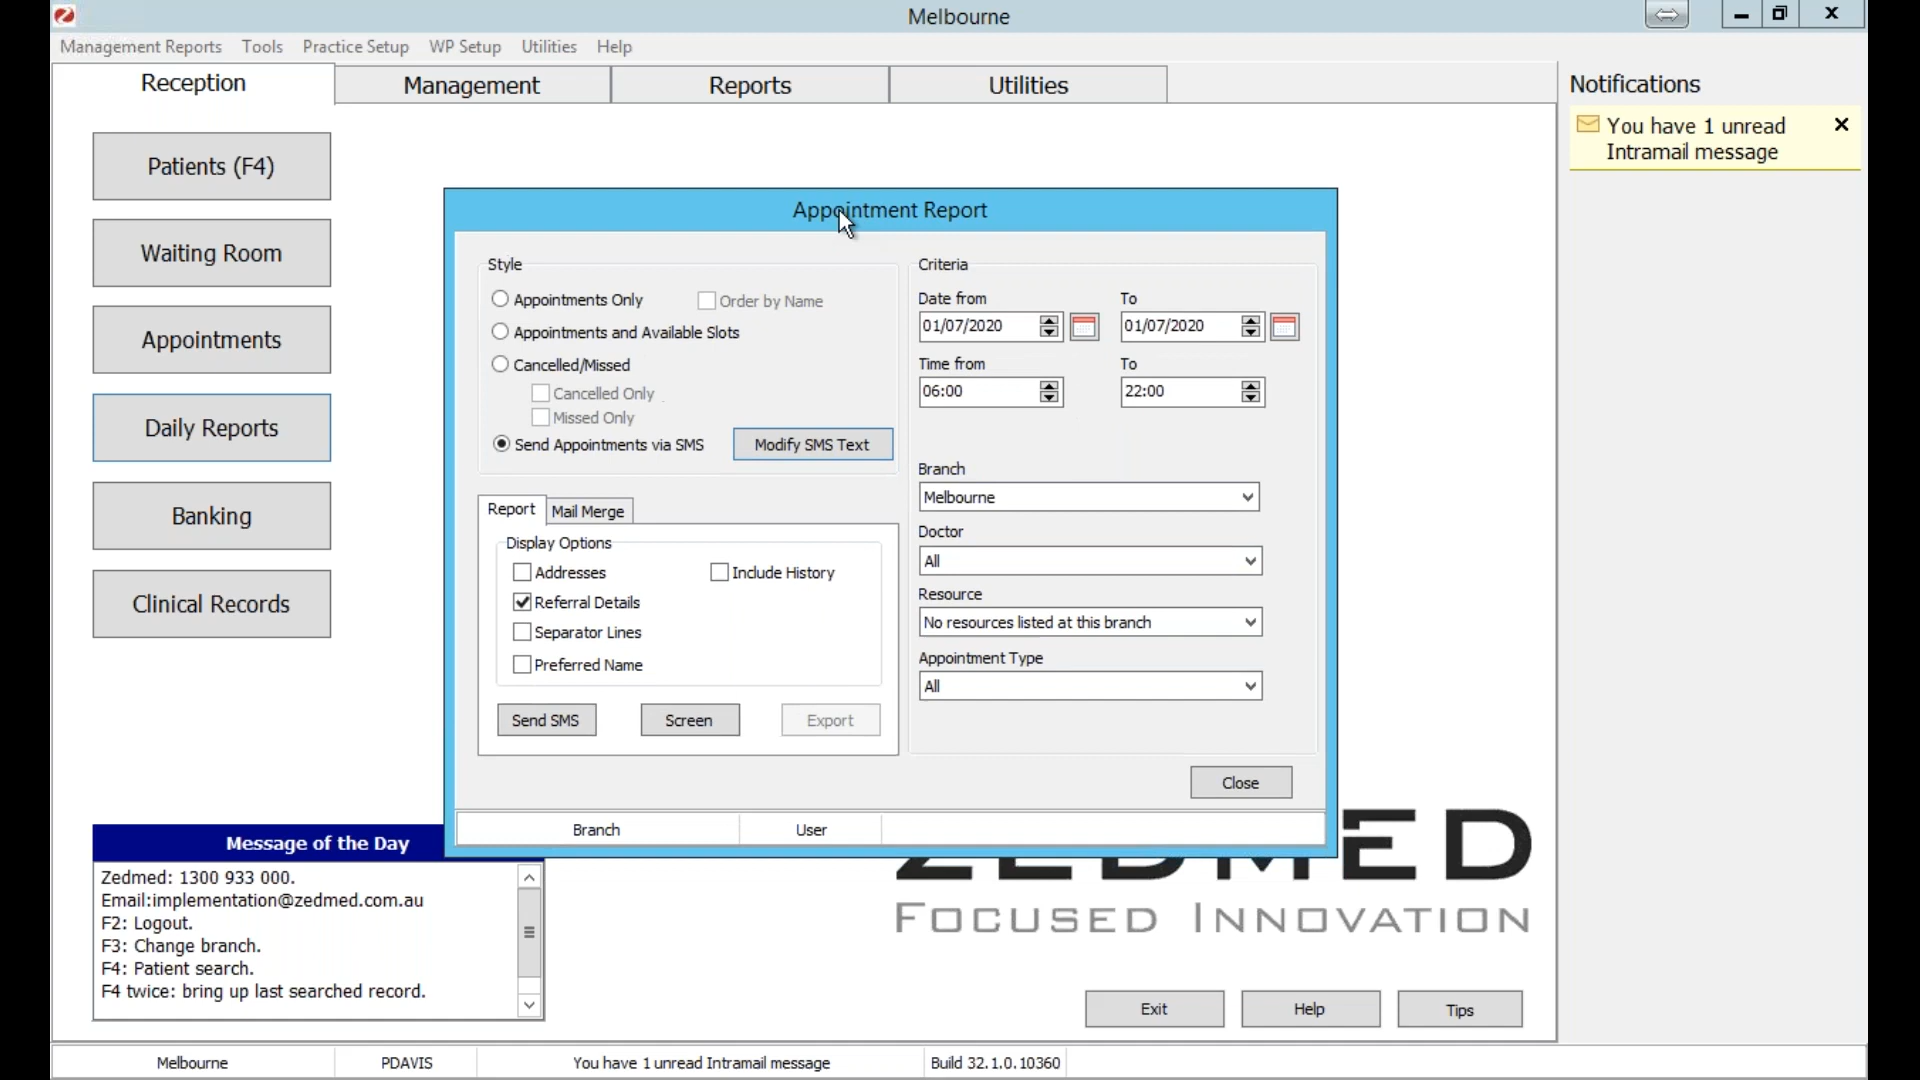 Melbourne
Management Reports Tools Practice Setup WP Setup Utilities Help
Reception Management Reports Utilities
Notifications
You have 1 unread
Intramail message
Patients (F4)
Waiting Room
Appointments
Daily Reports
Banking
Clinical Records
Appointment Report
Style
Appointments Only Order by Name
Appointments and Available Slots
Cancelled/Missed
Cancelled Only
Missed Only
Send Appointments via SMS Modify SMS Text
Report Mail Merge
Display Options
Addresses Include History
Referral Details
Separator Lines
Preferred Name
Send SMS Screen Export
Criteria
Date from To
01/07/2020 01/07/2020
Time from To
06:00 22:00
Branch
Melbourne
Doctor
All
Resource
No resources listed at this branch
Appointment Type
All
Close
Branch User
Message of the Day
Zedmed: 1300 933 000.
Email:implementation@zedmed.com.au
F2: Logout.
F3: Change branch.
F4: Patient search.
F4 twice: bring up last searched record.
ZEDMED
FOCUSED INNOVATION
Exit Help Tips
Melbourne PDAVIS You have 1 unread Intramail message Build 32.1.0.10360